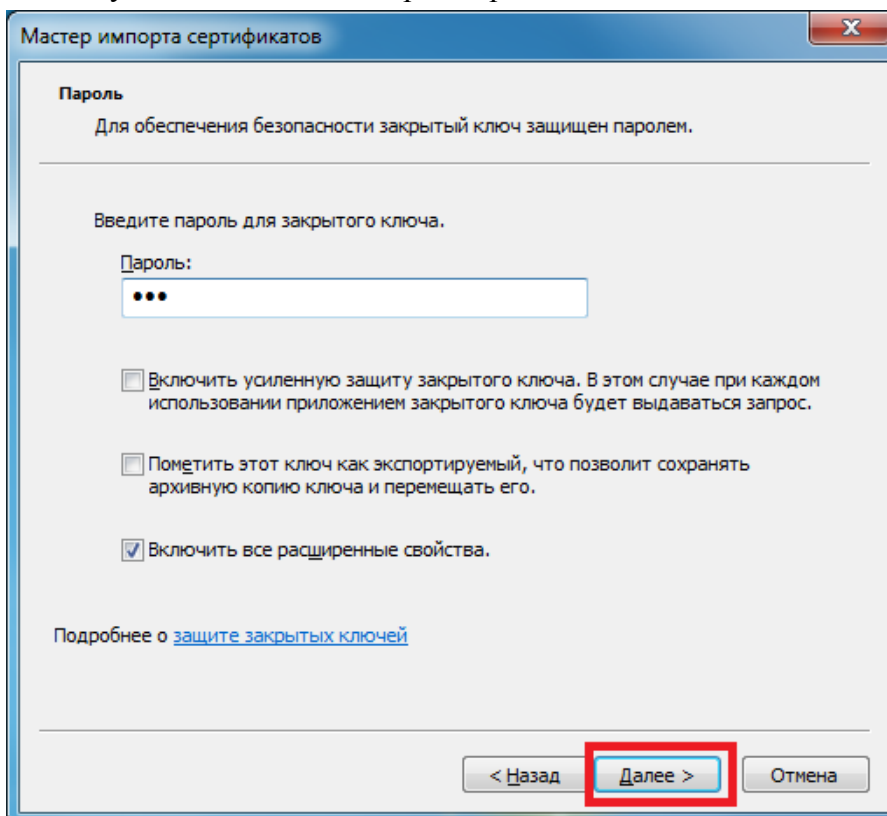 Мастер импорта сертификатов
Пароль
Для обеспечения безопасности закрытый ключ защищен паролем.
Введите пароль для закрытого ключа.
Пароль:
•••
Включить усиленную защиту закрытого ключа. В этом случае при каждом
использовании приложением закрытого ключа будет выдаваться запрос.
Пометить этот ключ как экспортируемый, что позволит сохранять
архивную копию ключа и перемещать его.
Включить все расширенные свойства.
Подробнее о защите закрытых ключей
< Назад Далее > Отмена